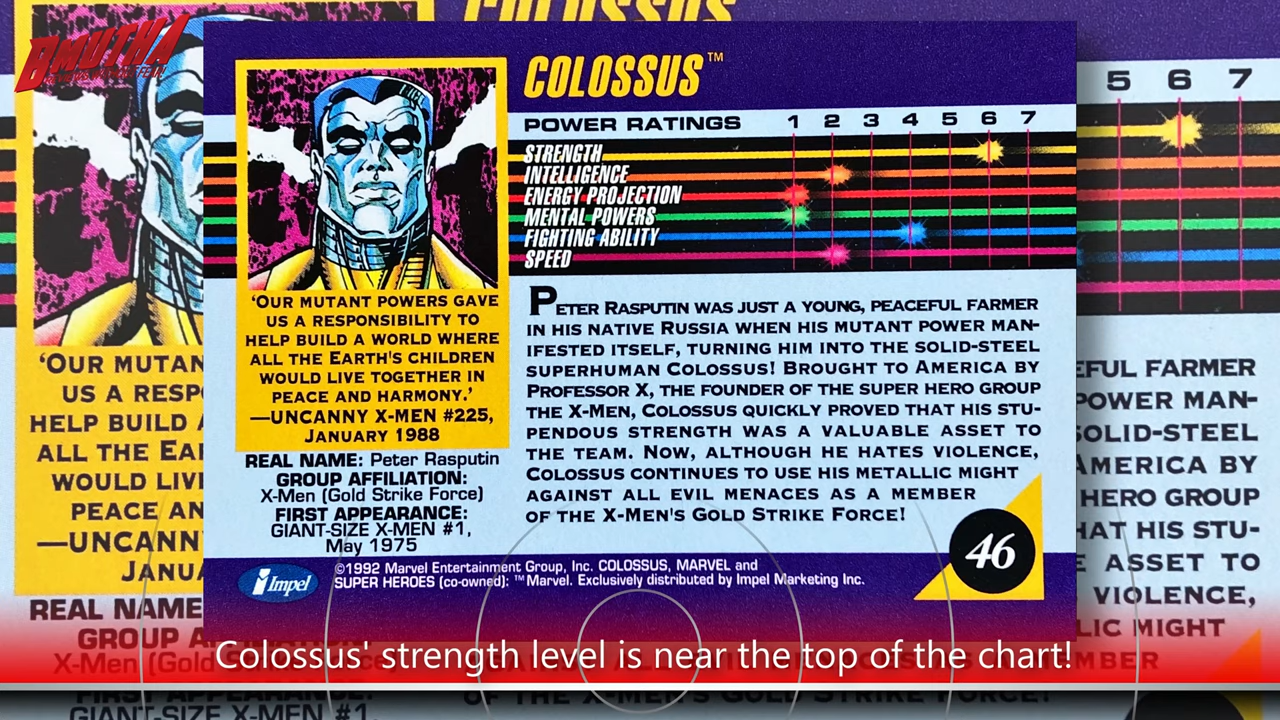 BMUTHA
COLOSSUS™
POWER RATINGS 1 2 3 4 5 6 7
STRENGTH
INTELLIGENCE
ENERGY PROJECTION
MENTAL POWERS
FIGHTING ABILITY
SPEED
'OUR MUTANT POWERS GAVE
US A RESPONSIBILITY TO
HELP BUILD A WORLD WHERE
ALL THE EARTH'S CHILDREN
WOULD LIVE TOGETHER IN
PEACE AND HARMONY.'
—UNCANNY X-MEN #225,
JANUARY 1988
REAL NAME: Peter Rasputin
GROUP AFFILIATION:
X-Men (Gold Strike Force)
FIRST APPEARANCE:
GIANT-SIZE X-MEN #1,
May 1975
PETER RASPUTIN WAS JUST A YOUNG, PEACEFUL FARMER
IN HIS NATIVE RUSSIA WHEN HIS MUTANT POWER MAN-
IFESTED ITSELF, TURNING HIM INTO THE SOLID-STEEL
SUPERHUMAN COLOSSUS! BROUGHT TO AMERICA BY
PROFESSOR X, THE FOUNDER OF THE SUPER HERO GROUP
THE X-MEN, COLOSSUS QUICKLY PROVED THAT HIS STU-
PENDOUS STRENGTH WAS A VALUABLE ASSET TO
THE TEAM. NOW, ALTHOUGH HE HATES VIOLENCE,
COLOSSUS CONTINUES TO USE HIS METALLIC MIGHT
AGAINST ALL EVIL MENACES AS A MEMBER
OF THE X-MEN'S GOLD STRIKE FORCE!
46
impel
©1992 Marvel Entertainment Group, Inc. COLOSSUS, MARVEL and
SUPER HEROES (co-owned): ™Marvel. Exclusively distributed by Impel Marketing Inc.
Colossus' strength level is near the top of the chart!